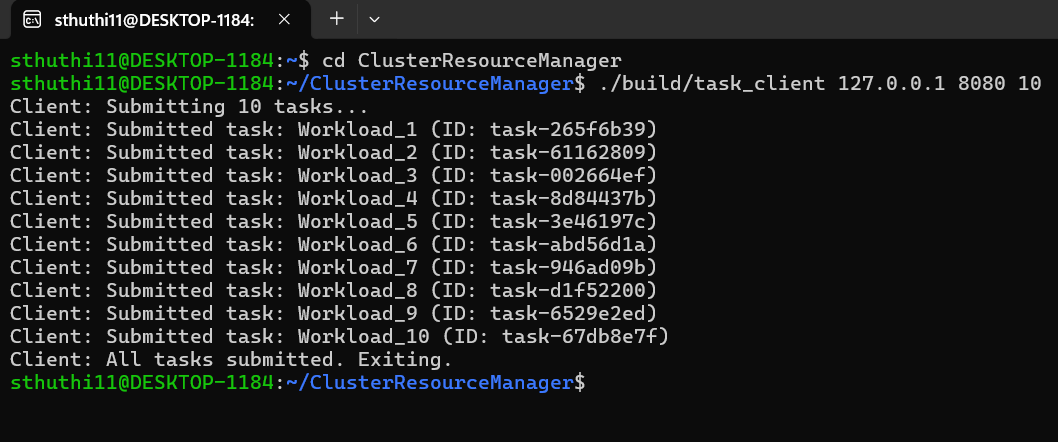 sthuthi11@DESKTOP-1184:
sthuthi11@DESKTOP-1184:~$ cd ClusterResourceManager
sthuthi11@DESKTOP-1184:~/ClusterResourceManager$ ./build/task_client 127.0.0.1 8080 10
Client: Submitting 10 tasks...
Client: Submitted task: Workload_1 (ID: task-265f6b39)
Client: Submitted task: Workload_2 (ID: task-61162809)
Client: Submitted task: Workload_3 (ID: task-002664ef)
Client: Submitted task: Workload_4 (ID: task-8d84437b)
Client: Submitted task: Workload_5 (ID: task-3e46197c)
Client: Submitted task: Workload_6 (ID: task-abd56d1a)
Client: Submitted task: Workload_7 (ID: task-946ad09b)
Client: Submitted task: Workload_8 (ID: task-d1f52200)
Client: Submitted task: Workload_9 (ID: task-6529e2ed)
Client: Submitted task: Workload_10 (ID: task-67db8e7f)
Client: All tasks submitted. Exiting.
sthuthi11@DESKTOP-1184:~/ClusterResourceManager$